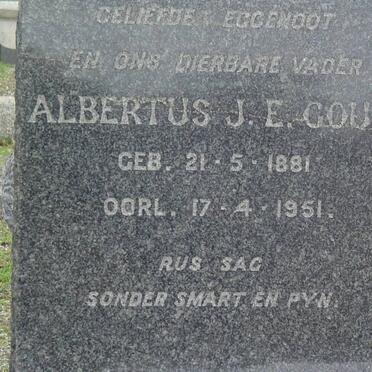 GELIEFDE EGGENOOT
EN ONS DIERBARE VADER
ALBERTUS J. E. GOU
GEB. 21-5-1881
OORL. 17-4-1951.
RUS SAG
SONDER SMART EN PYN.